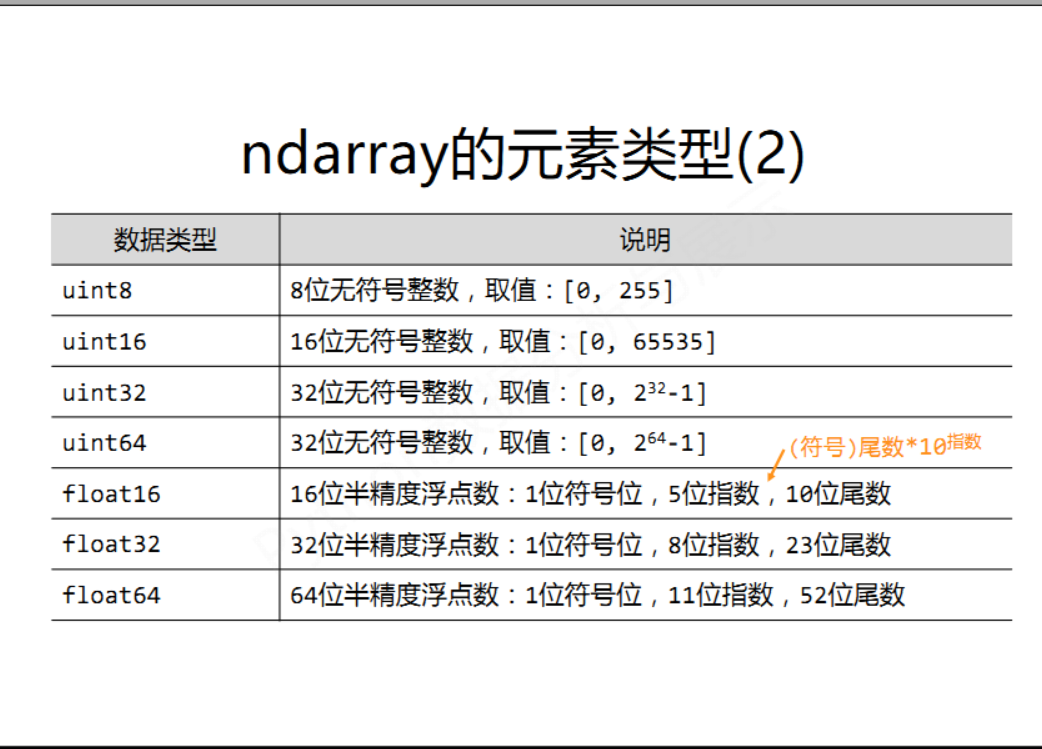 ndarray的元素类型(2)
数据类型 说明
uint8 8位无符号整数，取值：[0, 255]
uint16 16位无符号整数，取值：[0, 65535]
uint32 32位无符号整数，取值：[0, 2³²-1]
uint64 32位无符号整数，取值：[0, 2⁶⁴-1]
(符号)尾数*10指数
float16 16位半精度浮点数：1位符号位，5位指数，10位尾数
float32 32位半精度浮点数：1位符号位，8位指数，23位尾数
float64 64位半精度浮点数：1位符号位，11位指数，52位尾数